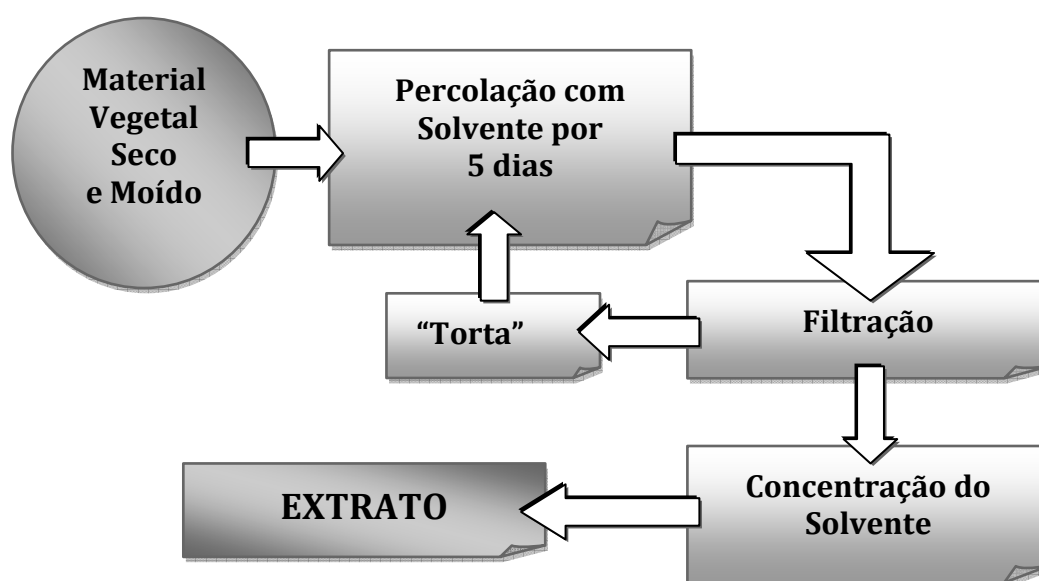 Material
Vegetal
Seco
e Moído
Percolação com
Solvente por
5 dias
“Torta”
Filtração
Concentração do
Solvente
EXTRATO